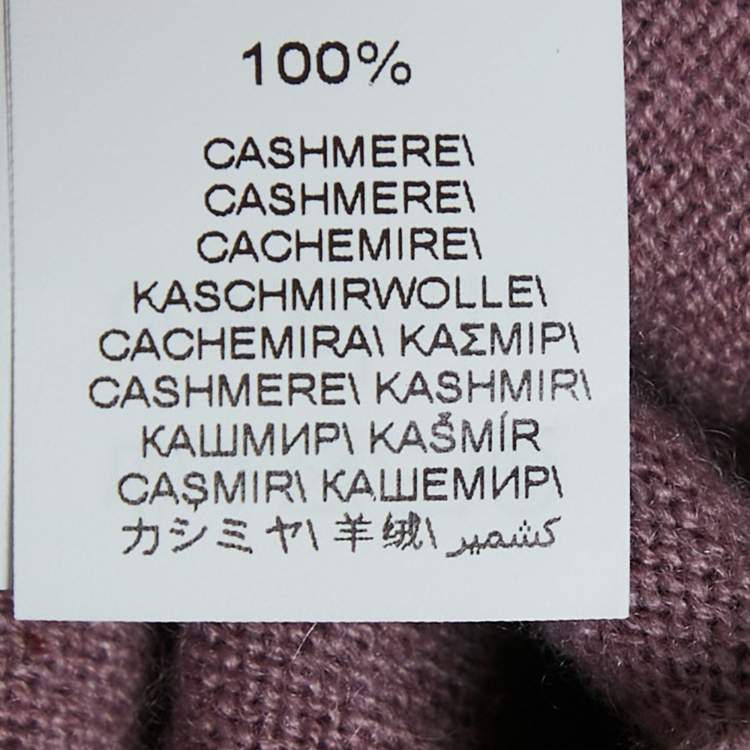 100%
CASHMERE\
CASHMERE\
CACHEMIRE\
KASCHMIRWOLLE\
CACHEMIRA\ ΚΑΣΜΙΡ\
CASHMERE\ KASHMIR\
КАШМИР\ KAŠMÍR
CAŞMIR\ КАШЕМИР\
カシミヤ\ 羊绒\ كشمير